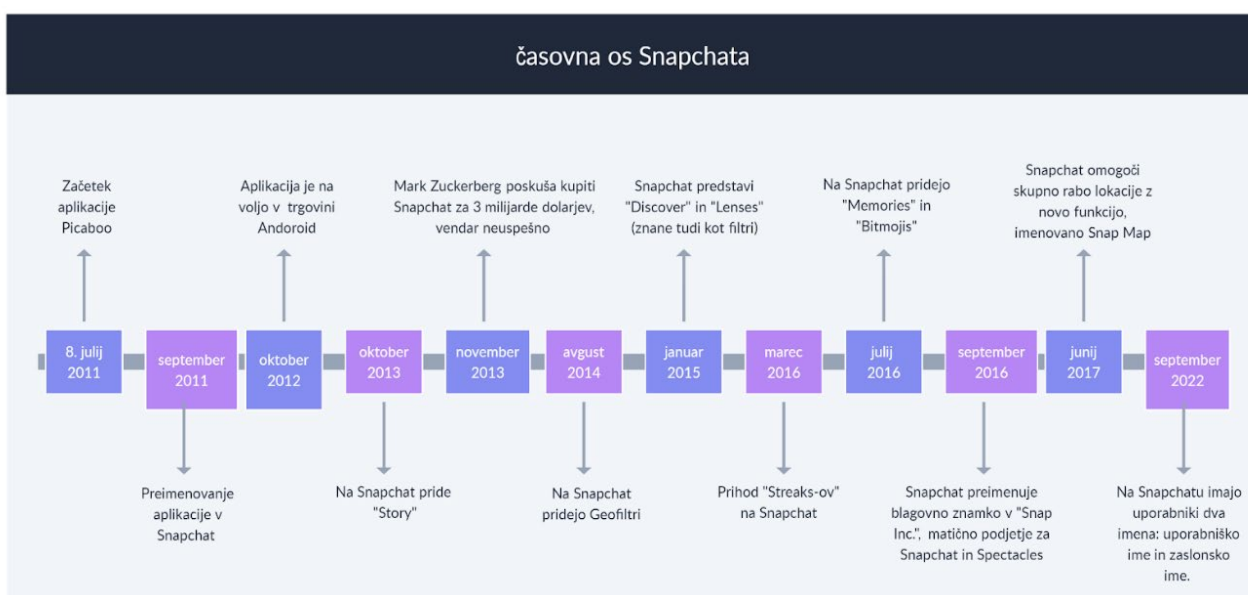 časovna os Snapchata
Začetek
aplikacije
Picaboo
Aplikacija je na
voljo v trgovini
Andoroid
Mark Zuckerberg poskuša kupiti
Snapchat za 3 milijarde dolarjev,
vendar neuspešno
Snapchat predstavi
"Discover" in "Lenses"
(znane tudi kot filtri)
Na Snapchat pridejo
"Memories" in
"Bitmojis"
Snapchat omogoči
skupno rabo lokacije z
novo funkcijo,
imenovano Snap Map
8. julij
2011
september
2011
oktober
2012
oktober
2013
november
2013
avgust
2014
januar
2015
marec
2016
julij
2016
september
2016
junij
2017
september
2022
Preimenovanje
aplikacije v
Snapchat
Na Snapchat pride
"Story"
Na Snapchat
pridejo Geofiltri
Prihod "Streaks-ov"
na Snapchat
Snapchat preimenuje
blagovno znamko v "Snap
Inc.", matično podjetje za
Snapchat in Spectacles
Na Snapchatu imajo
uporabniki dva
imena: uporabniško
ime in zaslonsko
ime.